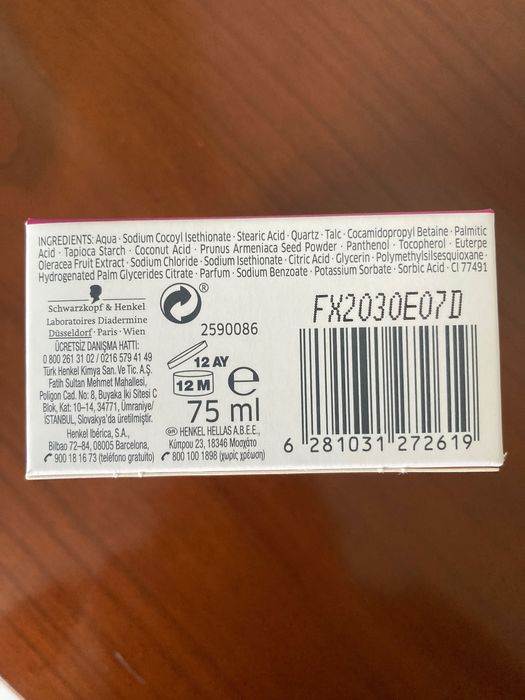 INGREDIENTS: Aqua · Sodium Cocoyl Isethionate · Stearic Acid · Quartz · Talc · Cocamidopropyl Betaine · Palmitic
Acid · Tapioca Starch · Coconut Acid · Prunus Armeniaca Seed Powder · Panthenol · Tocopherol · Euterpe
Oleracea Fruit Extract · Sodium Chloride · Sodium Isethionate · Citric Acid · Glycerin · Polymethylsilsesquioxane ·
Hydrogenated Palm Glycerides Citrate · Parfum · Sodium Benzoate · Potassium Sorbate · Sorbic Acid · CI 77491
Schwarzkopf & Henkel
Laboratoires Diadermine
Düsseldorf · Paris · Wien
ÜCRETSİZ DANIŞMA HATTI:
0 800 261 31 02 / 0216 579 41 49
Türk Henkel Kimya San. Ve Tic. A.Ş.
Fatih Sultan Mehmet Mahallesi,
Poligon Cad. No: 8, Buyaka İki Sitesi C
Blok, Kat: 10–14, 34771, Ümraniye/
İSTANBUL, Slovakya'da üretilmiştir.
Henkel Ibérica, S.A.,
Bilbao 72–84, 08005 Barcelona,
900 18 16 73 (teléfono gratuito)
®
2590086
12 AY
12 M
e
75 ml
GR HENKEL HELLAS A.B.E.E.,
Κύπρου 23, 18346 Μοσχάτο
800 100 1898 (χωρίς χρέωση)
FX2030E07D
6 281031 272619